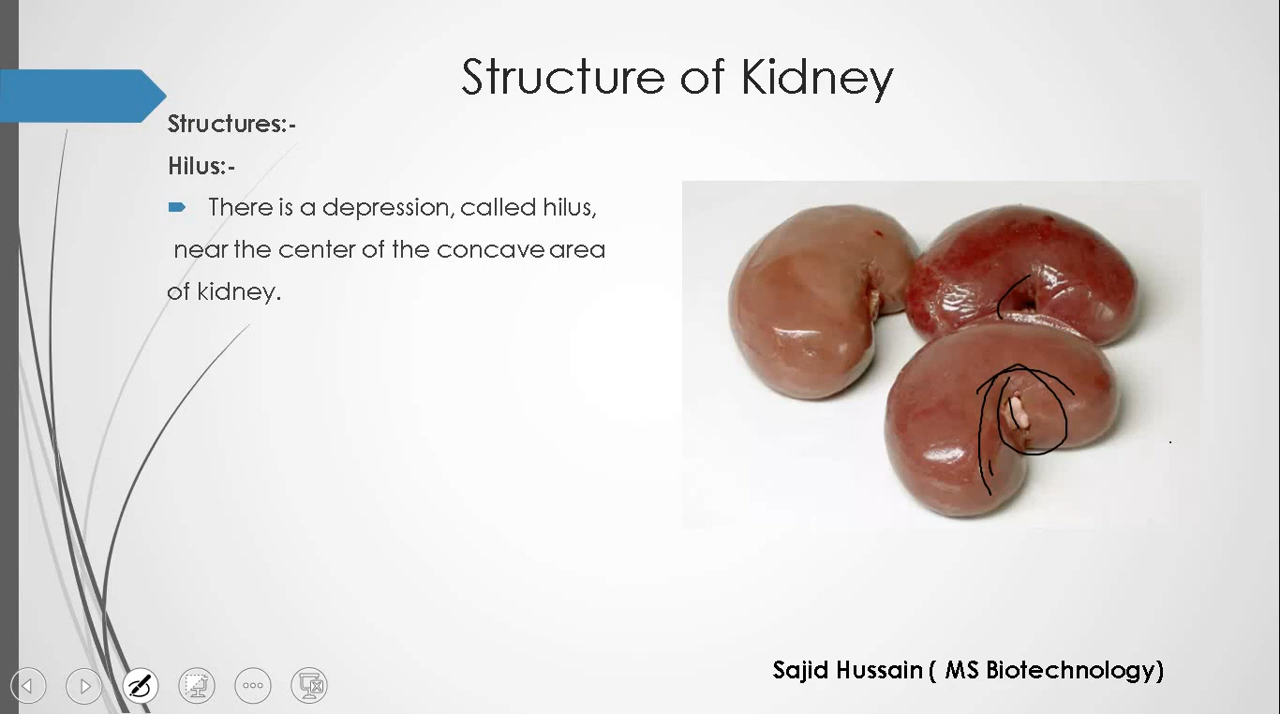 Structure of Kidney
Structures:-
Hilus:-
There is a depression, called hilus,
near the center of the concave area
of kidney.
Sajid Hussain ( MS Biotechnology)